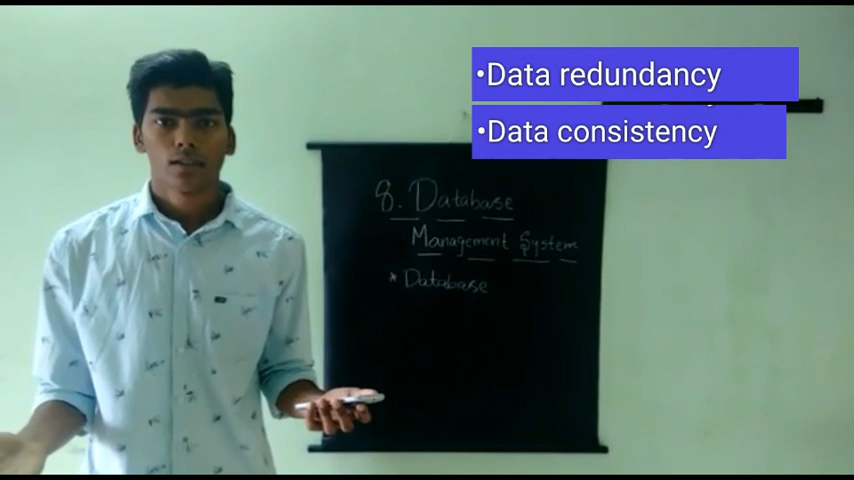 •Data redundancy
•Data consistency
8. Database
Management System
* Database